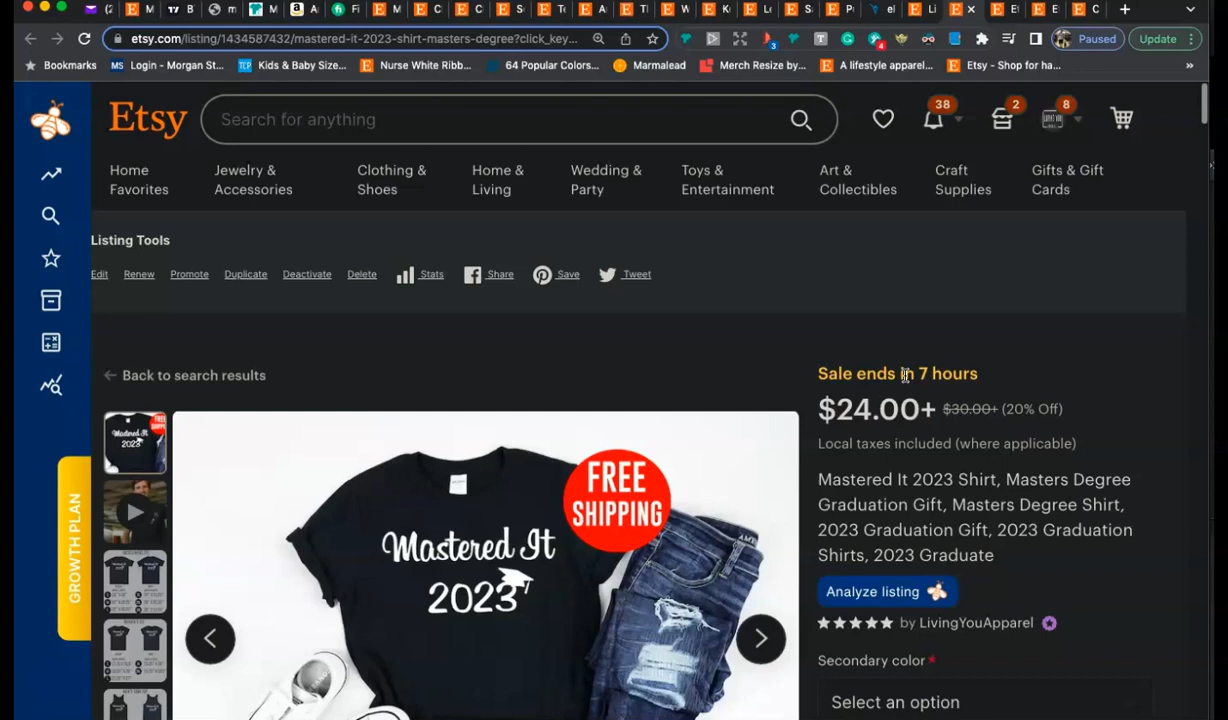 etsy.com/listing/1434587432/mastered-it-2023-shirt-masters-degree?click_key...
Paused
Update
Bookmarks
Login - Morgan St...
Kids & Baby Size...
Nurse White Ribb...
64 Popular Colors...
Marmalead
Merch Resize by...
A lifestyle apparel...
Etsy - Shop for ha...
»
Etsy
Search for anything
38
2
8
Home Favorites
Jewelry & Accessories
Clothing & Shoes
Home & Living
Wedding & Party
Toys & Entertainment
Art & Collectibles
Craft Supplies
Gifts & Gift Cards
Listing Tools
Edit Renew Promote Duplicate Deactivate Delete Stats Share Save Tweet
Back to search results
Sale ends in 7 hours
$24.00+ $30.00+ (20% Off)
Local taxes included (where applicable)
Mastered It 2023 Shirt, Masters Degree
Graduation Gift, Masters Degree Shirt,
2023 Graduation Gift, 2023 Graduation
Shirts, 2023 Graduate
Analyze listing
by LivingYouApparel
Secondary color *
Select an option
FREE
SHIPPING
Mastered It
2023
GROWTH PLAN